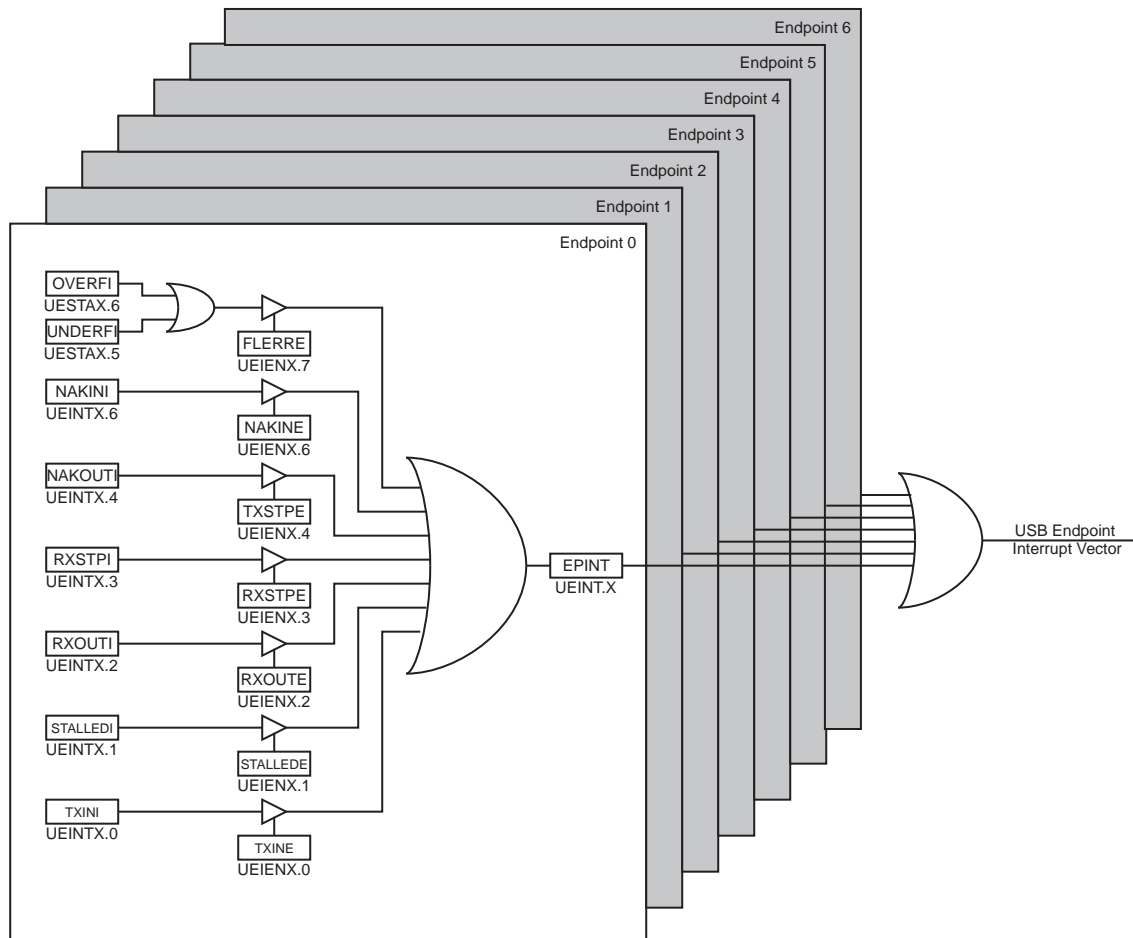 Endpoint 6
Endpoint 5
Endpoint 4
Endpoint 3
Endpoint 2
Endpoint 1
Endpoint 0
OVERFI
UESTAX.6
UNDERFI
UESTAX.5
FLERRE
UEIENX.7
NAKINI
UEINTX.6
NAKINE
UEIENX.6
NAKOUTI
UEINTX.4
TXSTPE
UEIENX.4
RXSTPI
UEINTX.3
RXSTPE
UEIENX.3
RXOUTI
UEINTX.2
RXOUTE
UEIENX.2
STALLEDI
UEINTX.1
STALLEDE
UEIENX.1
TXINI
UEINTX.0
TXINE
UEIENX.0
EPINT
UEINT.X
USB Endpoint
Interrupt Vector